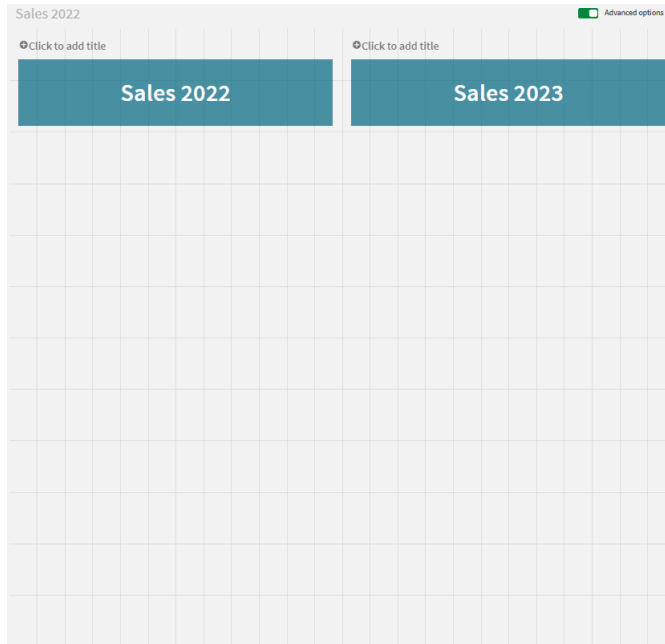 Sales 2022
Advanced options
Click to add title
Click to add title
Sales 2022
Sales 2023